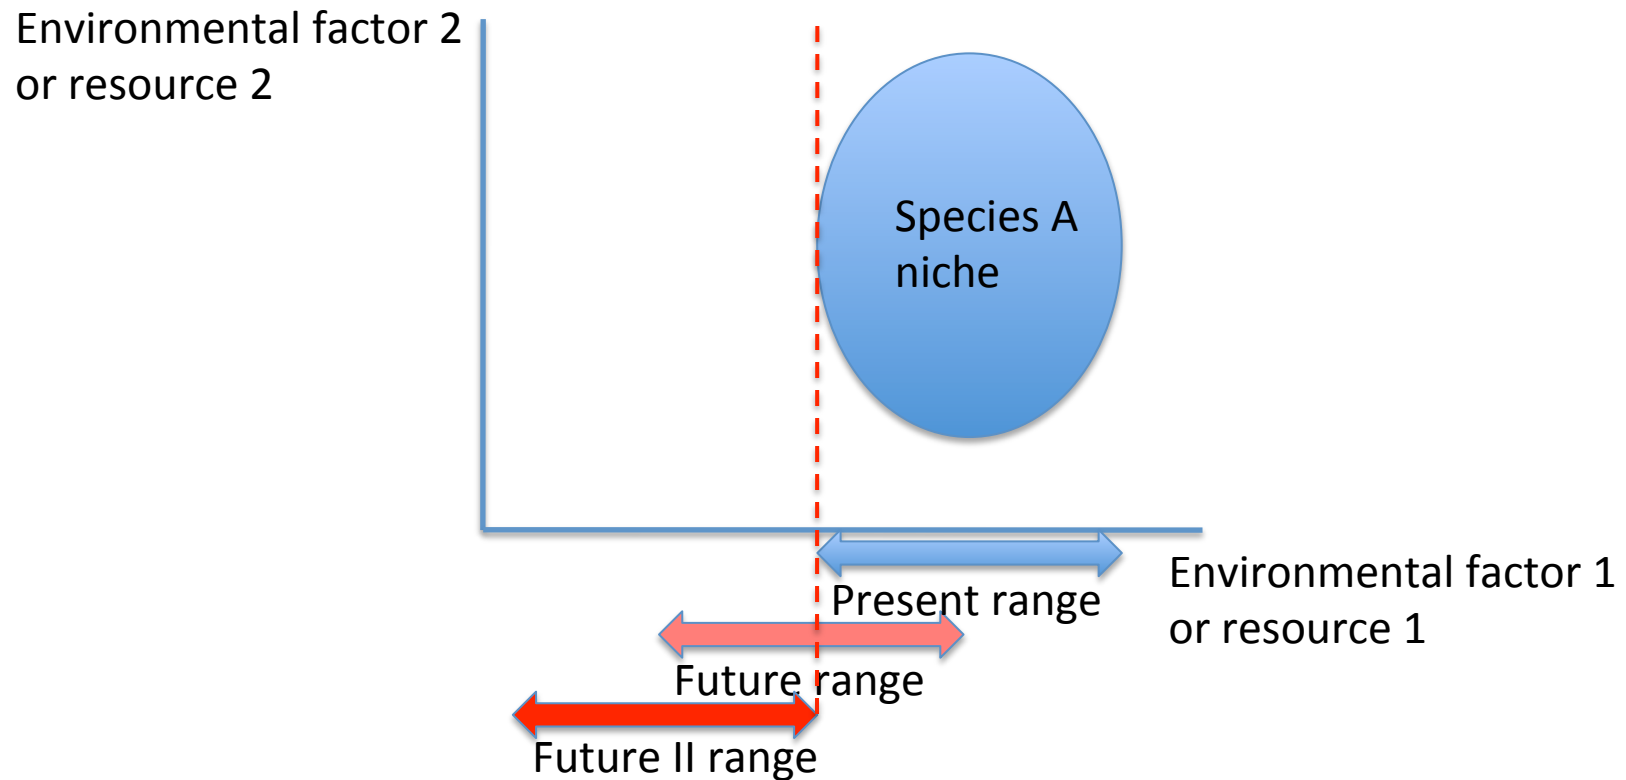 Environmental factor 2
or resource 2
Species A
niche
Environmental factor 1
or resource 1
Present range
Future range
Future II range